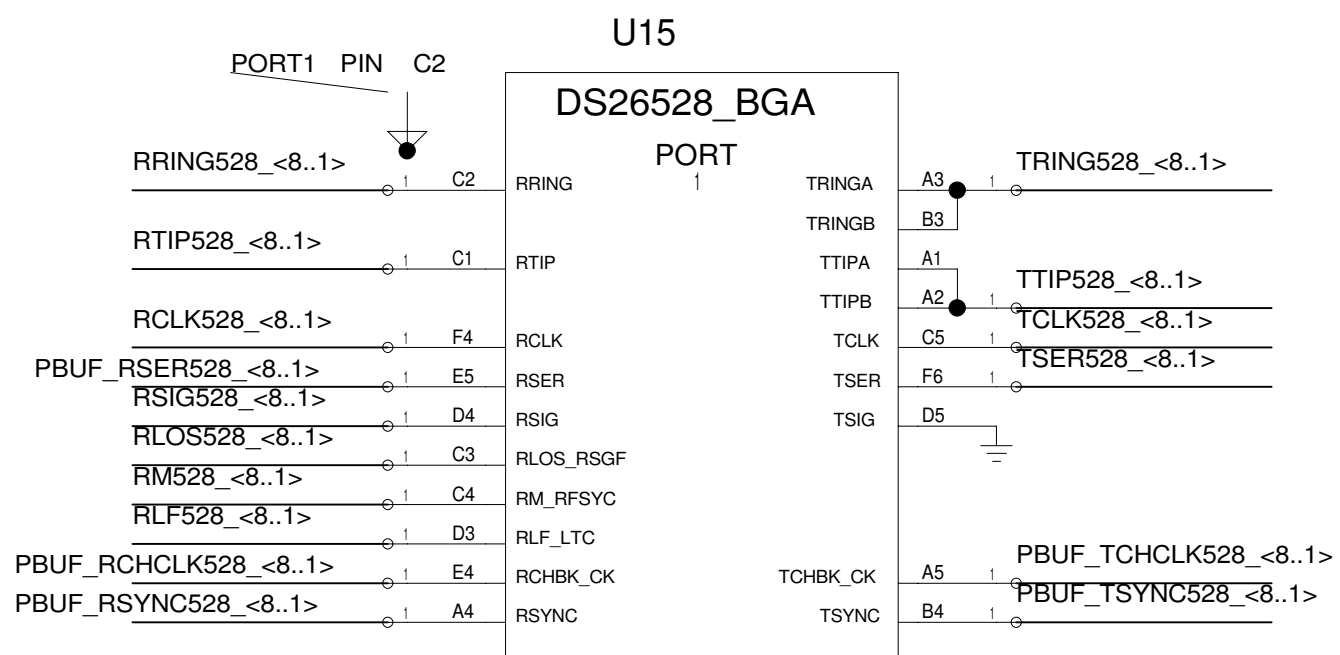 U15
PORT1 PIN C2
DS26528_BGA
PORT
1
RRING528_<8..1> 1 C2 RRING TRINGA A3 1 TRING528_<8..1>
TRINGB B3
RTIP528_<8..1> 1 C1 RTIP TTIPA A1
TTIPB A2 1 TTIP528_<8..1>
RCLK528_<8..1> 1 F4 RCLK TCLK C5 1 TCLK528_<8..1>
PBUF_RSER528_<8..1> 1 E5 RSER TSER F6 1 TSER528_<8..1>
RSIG528_<8..1> 1 D4 RSIG TSIG D5
RLOS528_<8..1> 1 C3 RLOS_RSGF
RM528_<8..1> 1 C4 RM_RFSYC
RLF528_<8..1> 1 D3 RLF_LTC
PBUF_RCHCLK528_<8..1> 1 E4 RCHBK_CK TCHBK_CK A5 1 PBUF_TCHCLK528_<8..1>
PBUF_RSYNC528_<8..1> 1 A4 RSYNC TSYNC B4 1 PBUF_TSYNC528_<8..1>